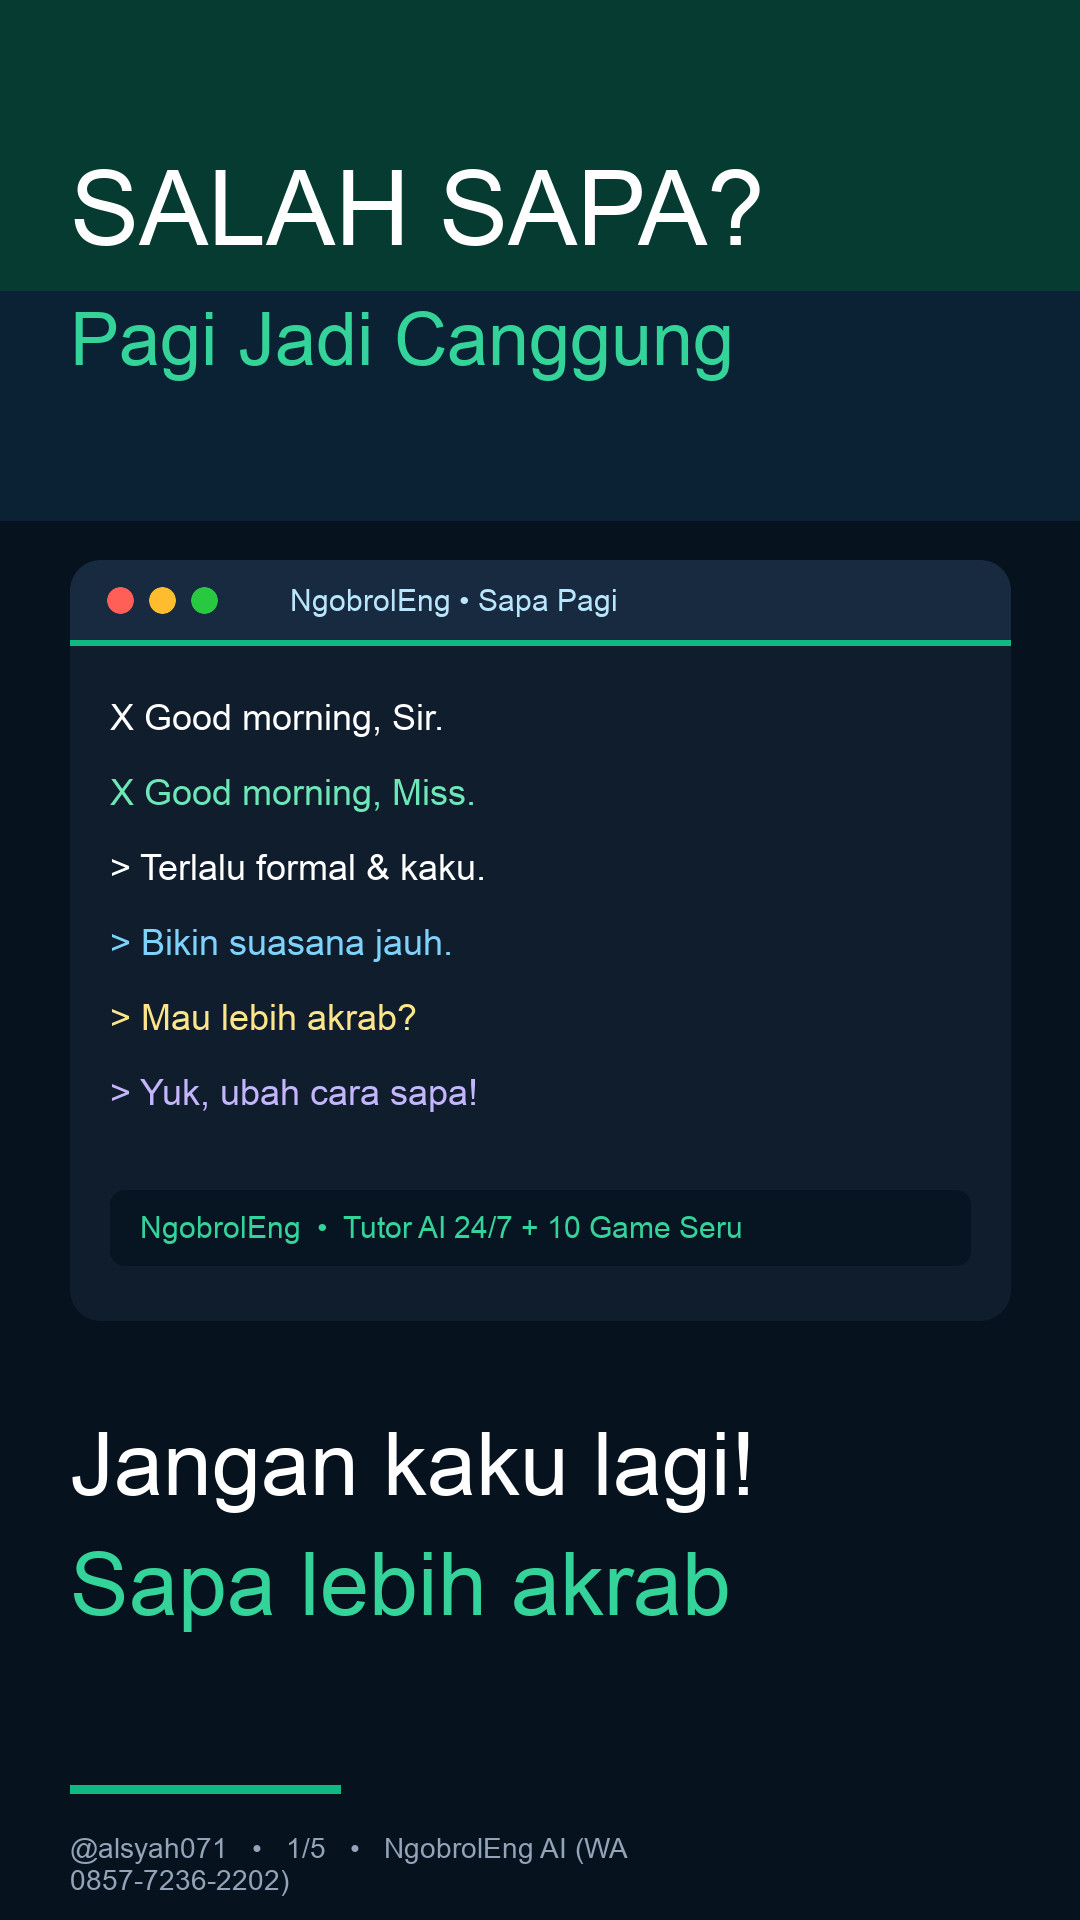 SALAH SAPA?
Pagi Jadi Canggung
NgobrolEng • Sapa Pagi
X Good morning, Sir.
X Good morning, Miss.
> Terlalu formal & kaku.
> Bikin suasana jauh.
> Mau lebih akrab?
> Yuk, ubah cara sapa!
NgobrolEng • Tutor AI 24/7 + 10 Game Seru
Jangan kaku lagi!
Sapa lebih akrab
@alsyah071 • 1/5 • NgobrolEng AI (WA
0857-7236-2202)